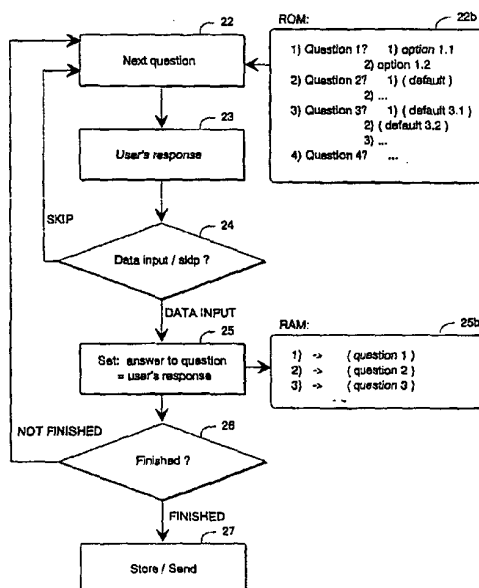 22
Next question
ROM:
22b
1) Question 1? 1) option 1.1
2) option 1.2
2) Question 2? 1) ( default )
2) ...
3) Question 3? 1) ( default 3.1 )
2) ( default 3.2 )
3) ...
4) Question 4? ...
23
User's response
SKIP
24
Data input / skip ?
DATA INPUT
25
Set: answer to question
= user's response
RAM:
25b
1) -> ( question 1 )
2) -> ( question 2 )
3) -> ( question 3 )
...
NOT FINISHED
26
Finished ?
FINISHED
27
Store / Send